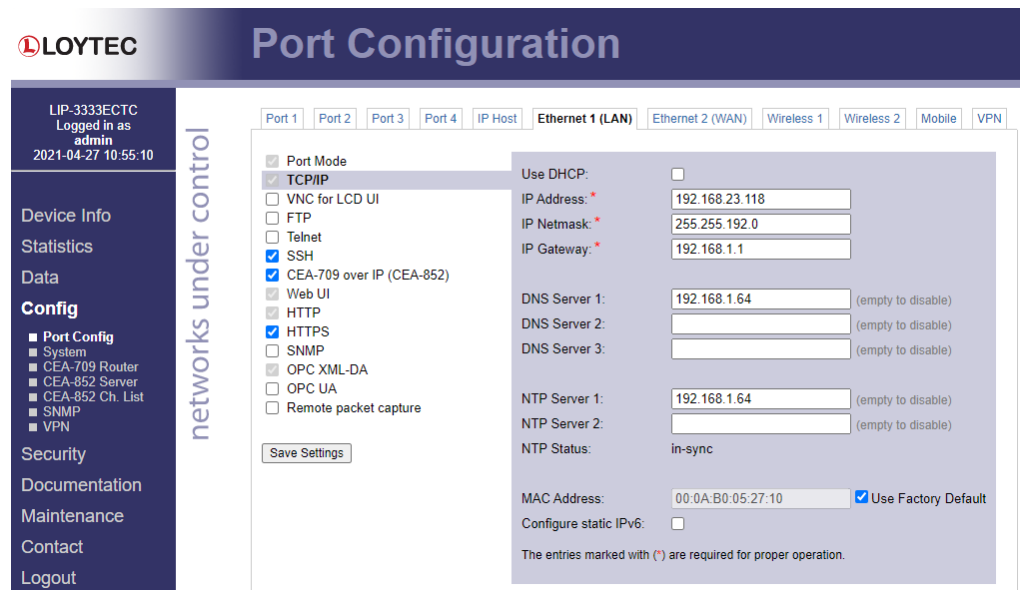 LOYTEC
Port Configuration
LIP-3333ECTC
Logged in as
admin
2021-04-27 10:55:10
Device Info
Statistics
Data
Config
Port Config
System
CEA-709 Router
CEA-852 Server
CEA-852 Ch. List
SNMP
VPN
Security
Documentation
Maintenance
Contact
Logout
networks under control
Port 1 Port 2 Port 3 Port 4 IP Host Ethernet 1 (LAN) Ethernet 2 (WAN) Wireless 1 Wireless 2 Mobile VPN
Port Mode
TCP/IP
VNC for LCD UI
FTP
Telnet
SSH
CEA-709 over IP (CEA-852)
Web UI
HTTP
HTTPS
SNMP
OPC XML-DA
OPC UA
Remote packet capture
Save Settings
Use DHCP:
IP Address: * 192.168.23.118
IP Netmask: * 255.255.192.0
IP Gateway: * 192.168.1.1
DNS Server 1: 192.168.1.64 (empty to disable)
DNS Server 2: (empty to disable)
DNS Server 3: (empty to disable)
NTP Server 1: 192.168.1.64 (empty to disable)
NTP Server 2: (empty to disable)
NTP Status: in-sync
MAC Address: 00:0A:B0:05:27:10 Use Factory Default
Configure static IPv6:
The entries marked with (*) are required for proper operation.